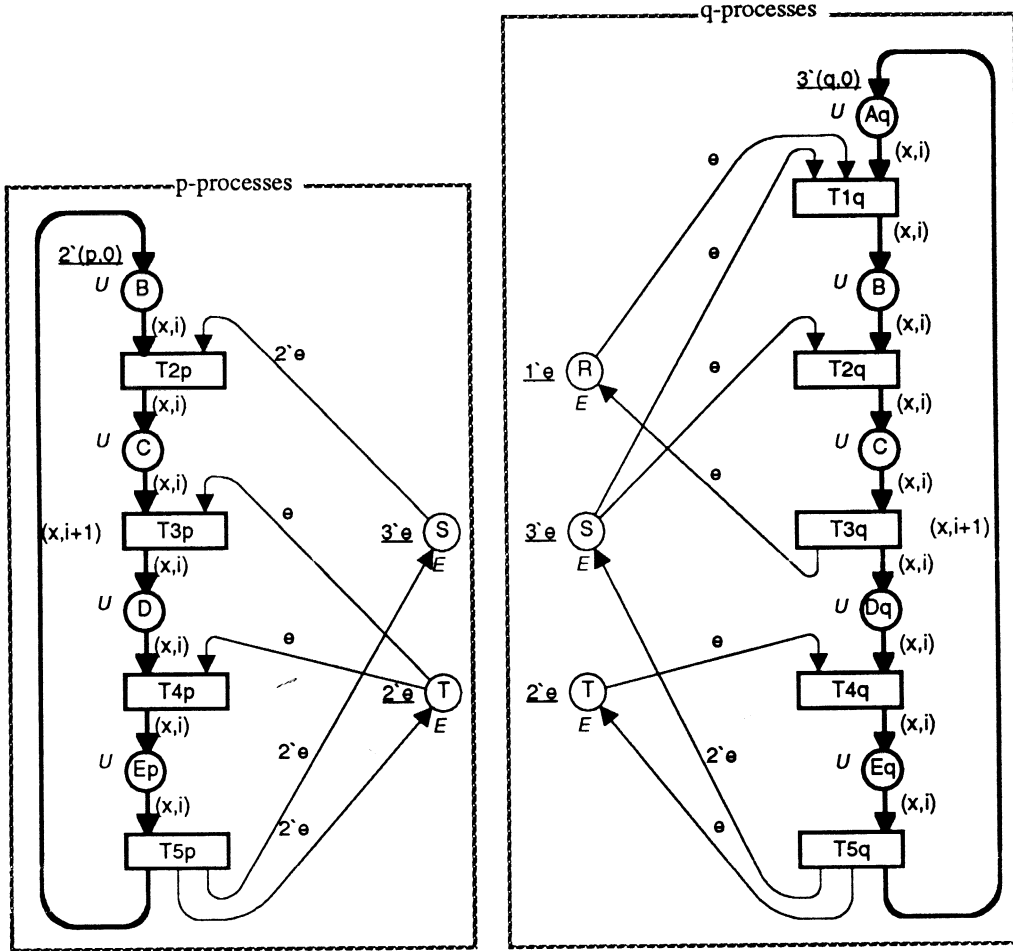 p-processes
2`(p,0)
U
B
(x,i)
T2p
2`e
(x,i)
U
C
(x,i)
T3p
e
(x,i+1)
(x,i)
3`e
S
E
U
D
(x,i)
T4p
e
(x,i)
2`e
T
E
U
Ep
(x,i)
T5p
2`e
2`e
q-processes
3`(q,0)
U
Aq
(x,i)
T1q
e
e
(x,i)
U
B
(x,i)
T2q
e
1`e
R
E
(x,i)
U
C
(x,i)
T3q
e
(x,i+1)
(x,i)
3`e
S
E
U
Dq
(x,i)
T4q
e
2`e
T
E
(x,i)
U
Eq
(x,i)
T5q
2`e
e